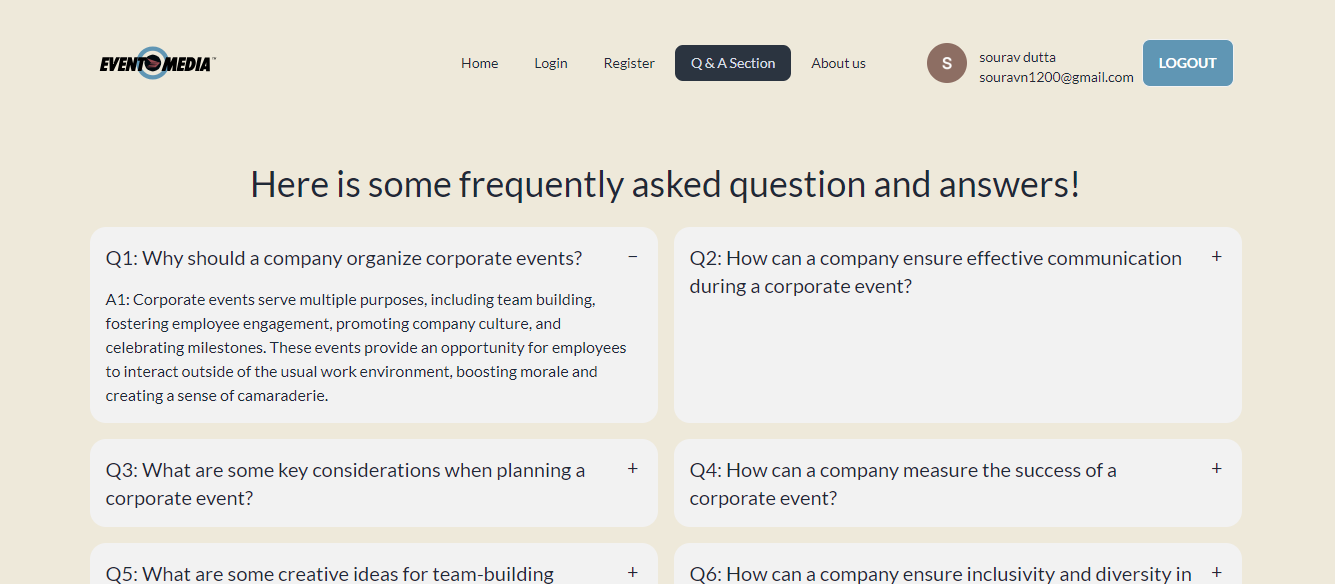 EVENTOMEDIA™
Home
Login
Register
Q & A Section
About us
S
sourav dutta
souravn1200@gmail.com
LOGOUT
Here is some frequently asked question and answers!
Q1: Why should a company organize corporate events?
−
A1: Corporate events serve multiple purposes, including team building,
fostering employee engagement, promoting company culture, and
celebrating milestones. These events provide an opportunity for employees
to interact outside of the usual work environment, boosting morale and
creating a sense of camaraderie.
Q2: How can a company ensure effective communication
during a corporate event?
+
Q3: What are some key considerations when planning a
corporate event?
+
Q4: How can a company measure the success of a
corporate event?
+
Q5: What are some creative ideas for team-building
+
Q6: How can a company ensure inclusivity and diversity in
+